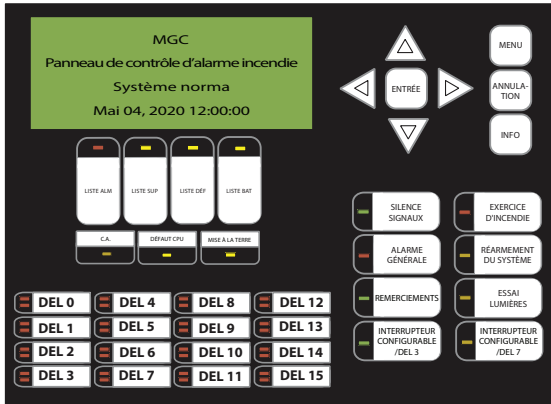 MGC
Panneau de contrôle d'alarme incendie
Système norma
Mai 04, 2020 12:00:00
MENU
ENTRÉE
ANNULA-
TION
INFO
LISTE ALM
LISTE SUP
LISTE DÉF
LISTE BAT
C.A.
DÉFAUT CPU
MISE À LA TERRE
SILENCE
SIGNAUX
EXERCICE
D'INCENDIE
ALARME
GÉNÉRALE
RÉARMEMENT
DU SYSTÈME
REMERCIEMENTS
ESSAI
LUMIÈRES
INTERRUPTEUR
CONFIGURABLE
/DEL 3
INTERRUPTEUR
CONFIGURABLE
/DEL 7
DEL 0
DEL 4
DEL 8
DEL 12
DEL 1
DEL 5
DEL 9
DEL 13
DEL 2
DEL 6
DEL 10
DEL 14
DEL 3
DEL 7
DEL 11
DEL 15